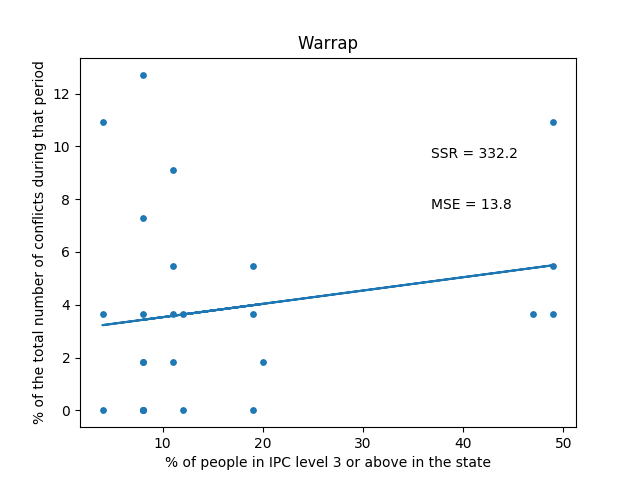 Warrap
% of the total number of conflicts during that period
12
10
8
6
4
2
0
SSR = 332.2
MSE = 13.8
10 20 30 40 50
% of people in IPC level 3 or above in the state